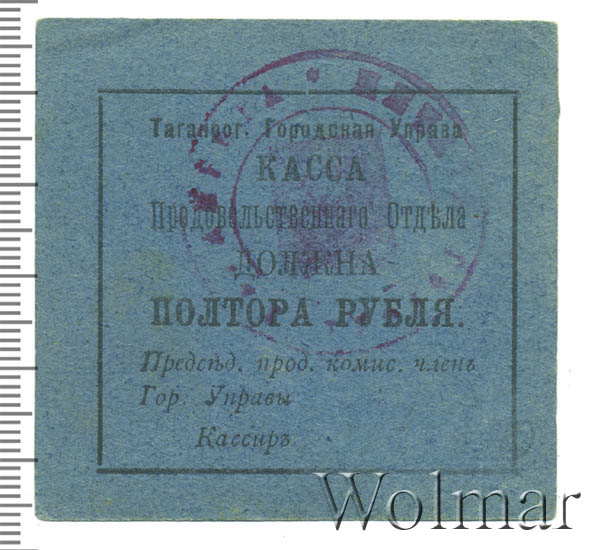 Таганрог. Городская Управа
КАССА
Продовольственнаго Отдѣла
ДОЛЖНА
ПОЛТОРА РУБЛЯ.
Предсѣд. прод. комис. членъ
Гор. Управы
Кассиръ
Wolmar